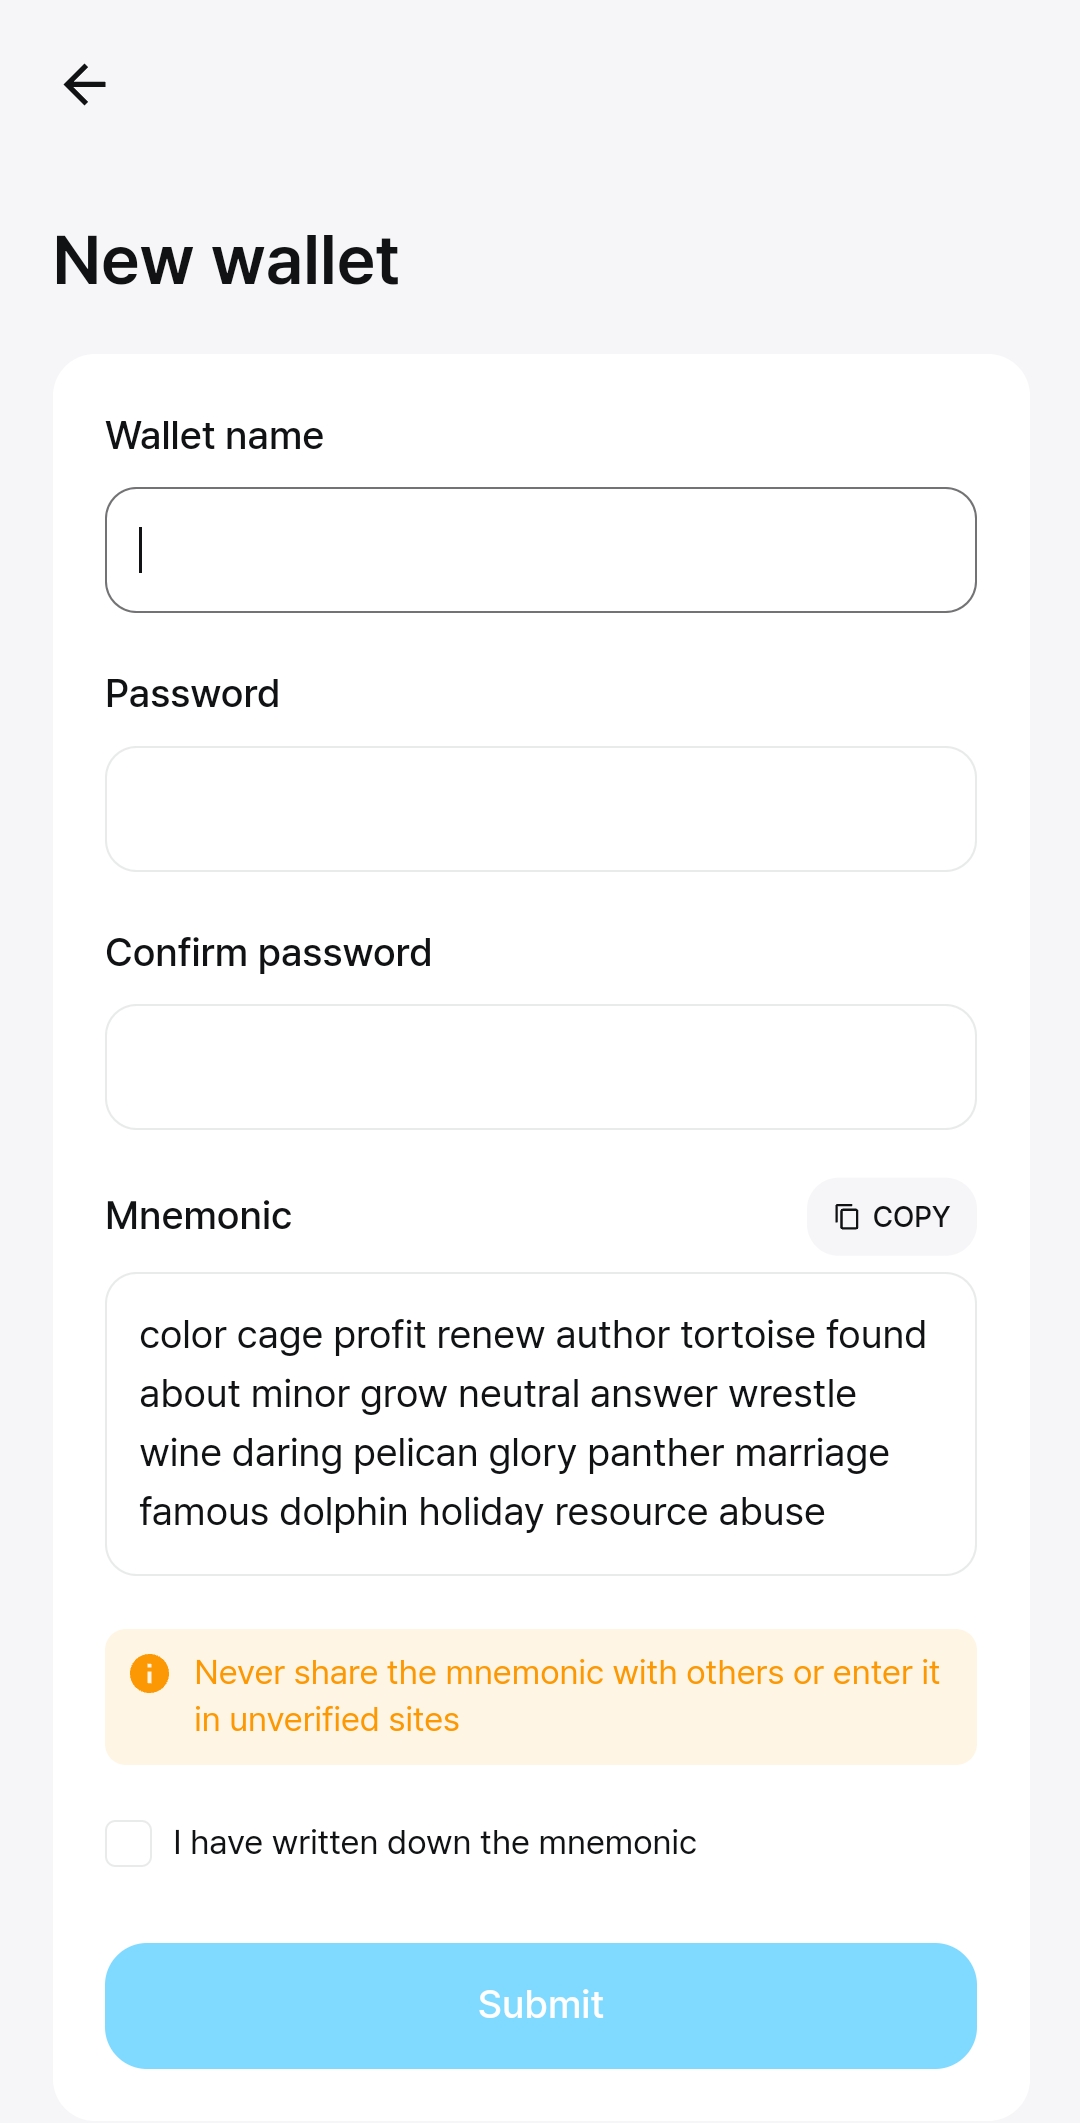 New wallet
Wallet name
Password
Confirm password
Mnemonic
COPY
color cage profit renew author tortoise found
about minor grow neutral answer wrestle
wine daring pelican glory panther marriage
famous dolphin holiday resource abuse
Never share the mnemonic with others or enter it
in unverified sites
I have written down the mnemonic
Submit